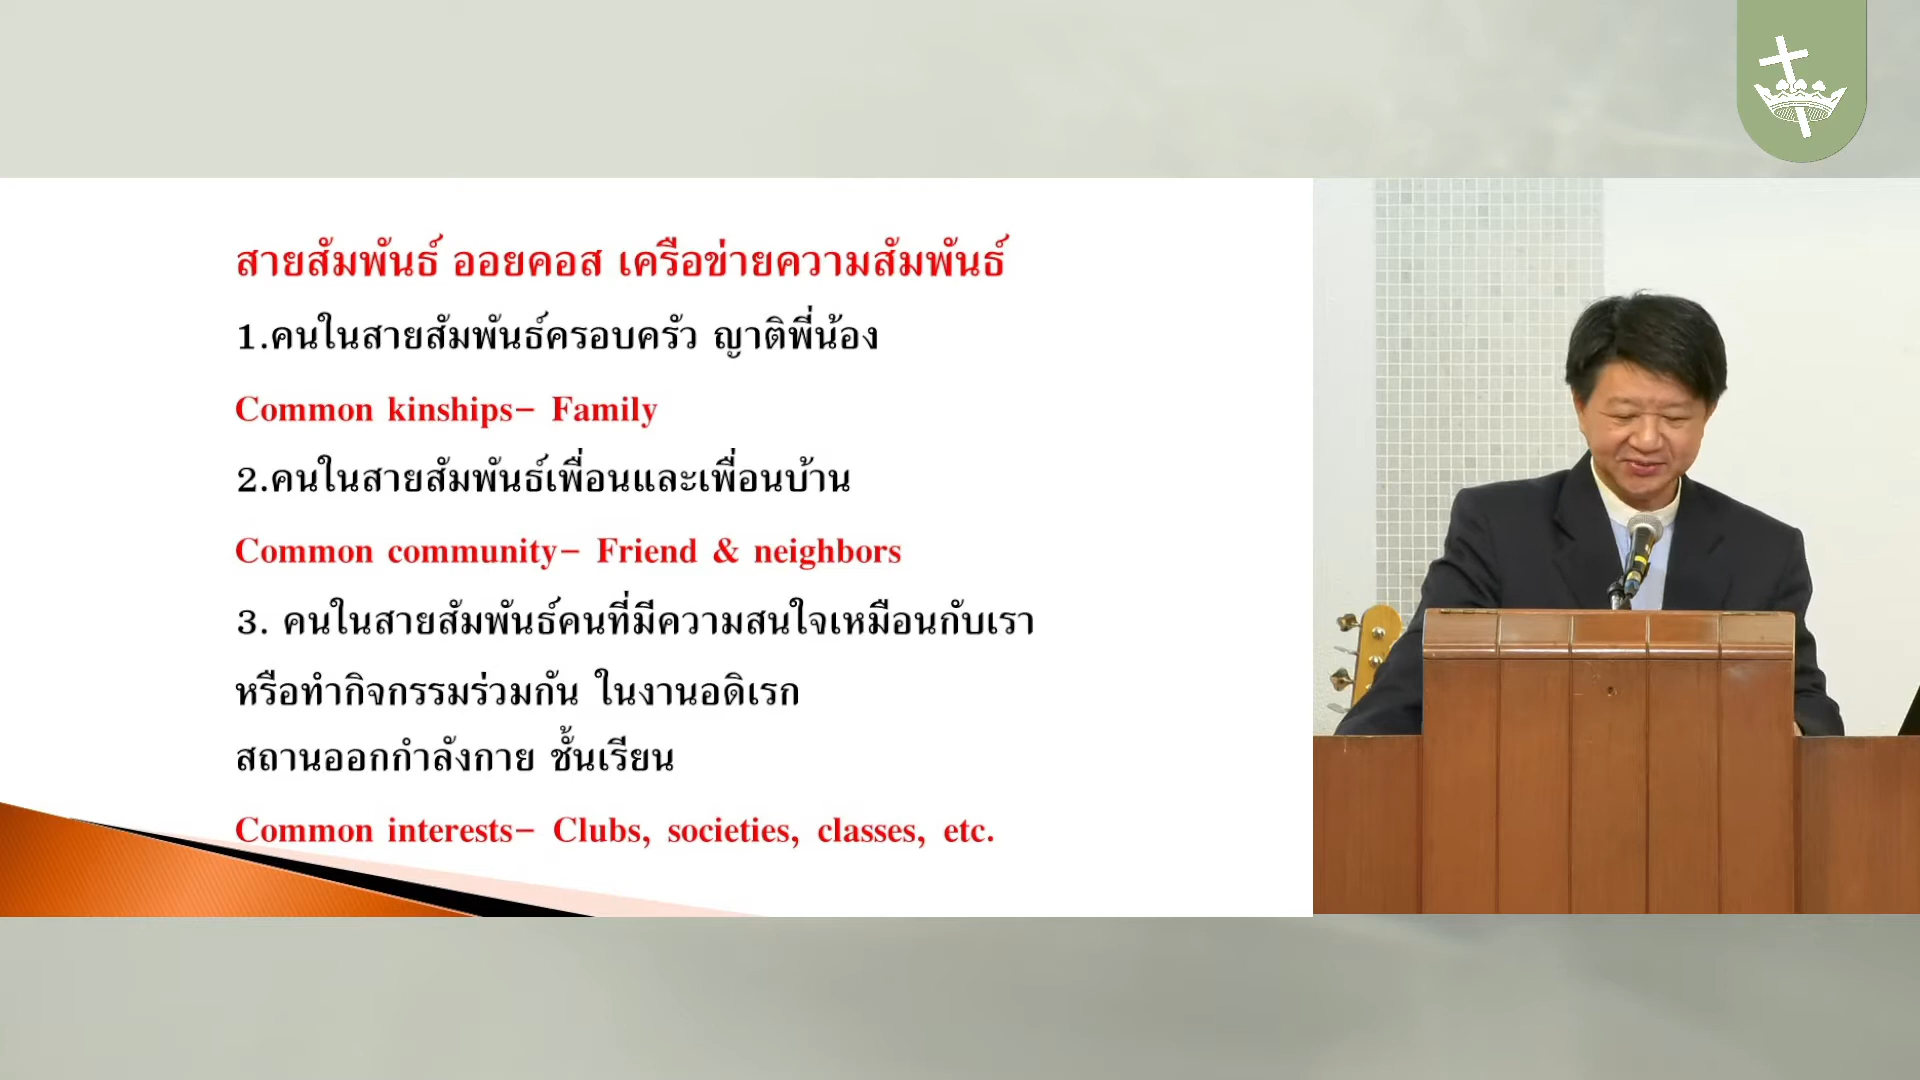 สายสัมพันธ์ ออยคอส เครือข่ายความสัมพันธ์
1.คนในสายสัมพันธ์ครอบครัว ญาติพี่น้อง
Common kinships- Family
2.คนในสายสัมพันธ์เพื่อนและเพื่อนบ้าน
Common community- Friend & neighbors
3. คนในสายสัมพันธ์คนที่มีความสนใจเหมือนกับเรา
หรือทำกิจกรรมร่วมกัน ในงานอดิเรก
สถานออกกำลังกาย ชั้นเรียน
Common interests- Clubs, societies, classes, etc.